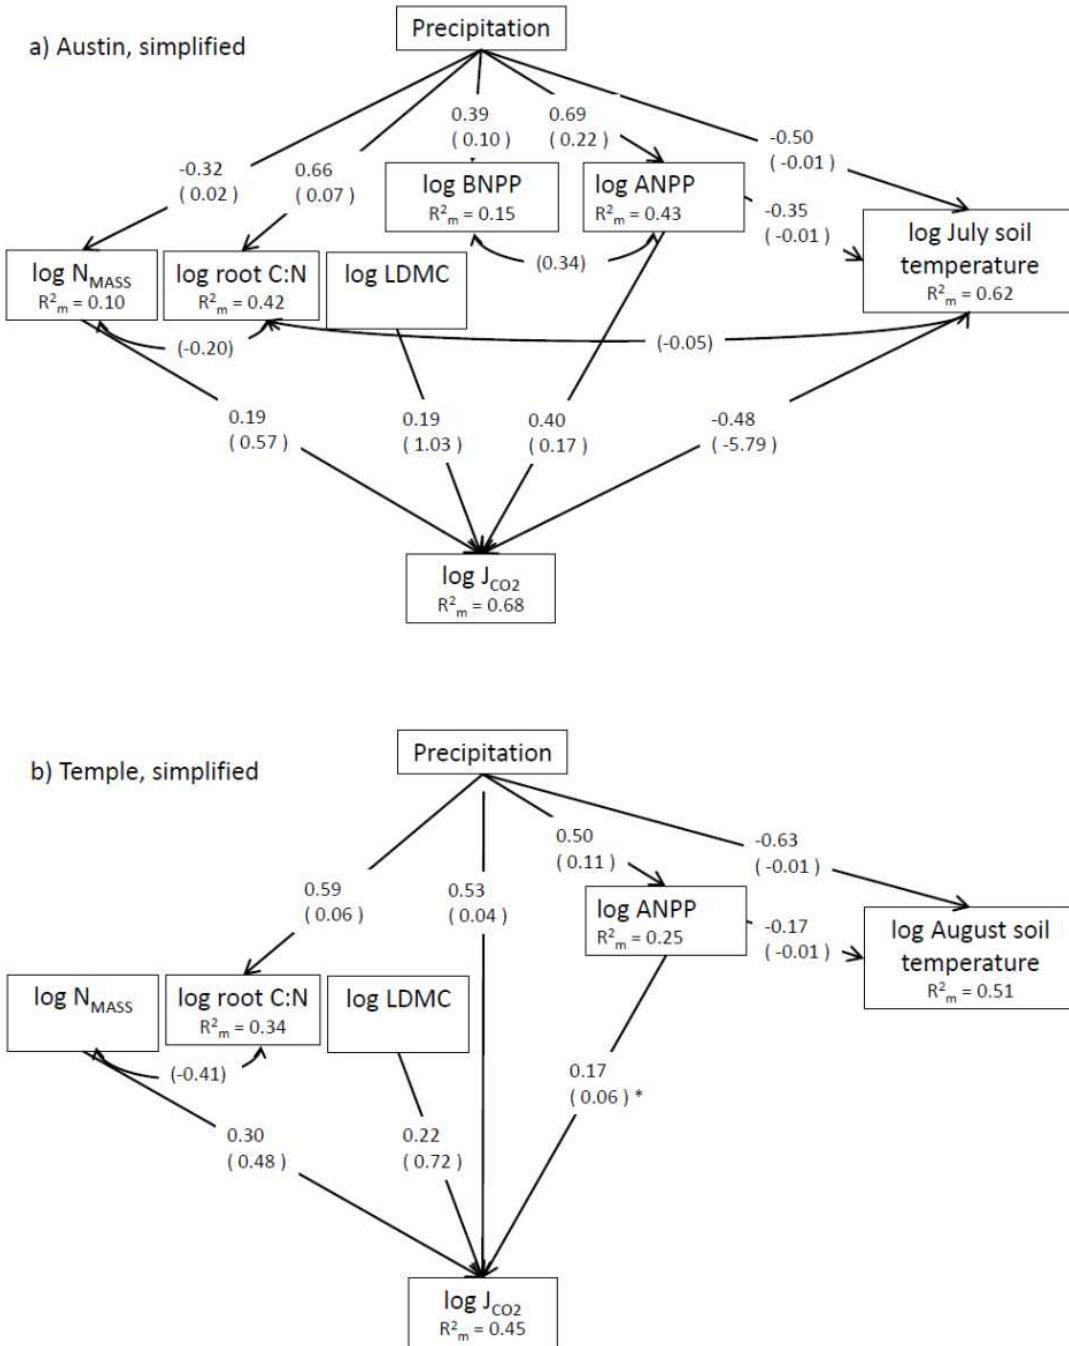 Precipitation
a) Austin, simplified
0.39
( 0.10 )
0.69
( 0.22 )
-0.50
( -0.01 )
-0.32
( 0.02 )
0.66
( 0.07 )
log BNPP
R²m = 0.15
log ANPP
R²m = 0.43
-0.35
( -0.01 )
log July soil
temperature
R²m = 0.62
log NMASS
R²m = 0.10
log root C:N
R²m = 0.42
log LDMC
(0.34)
(-0.20)
(-0.05)
0.19
( 0.57 )
0.19
( 1.03 )
0.40
( 0.17 )
-0.48
( -5.79 )
log JCO2
R²m = 0.68
Precipitation
b) Temple, simplified
0.50
( 0.11 )
-0.63
( -0.01 )
0.59
( 0.06 )
0.53
( 0.04 )
log ANPP
R²m = 0.25
-0.17
( -0.01 )
log August soil
temperature
R²m = 0.51
log NMASS
log root C:N
R²m = 0.34
log LDMC
(-0.41)
0.17
( 0.06 ) *
0.30
( 0.48 )
0.22
( 0.72 )
log JCO2
R²m = 0.45